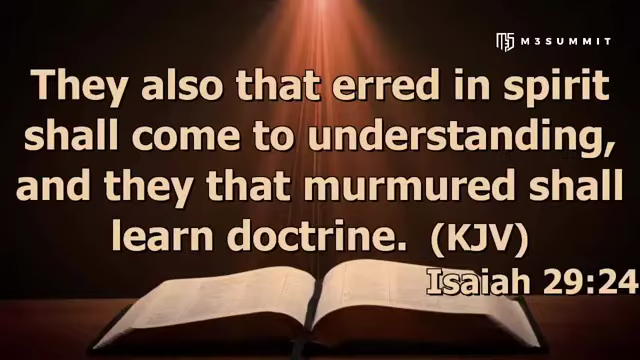 M3SUMMIT
They also that erred in spirit
shall come to understanding,
and they that murmured shall
learn doctrine. (KJV)
Isaiah 29:24